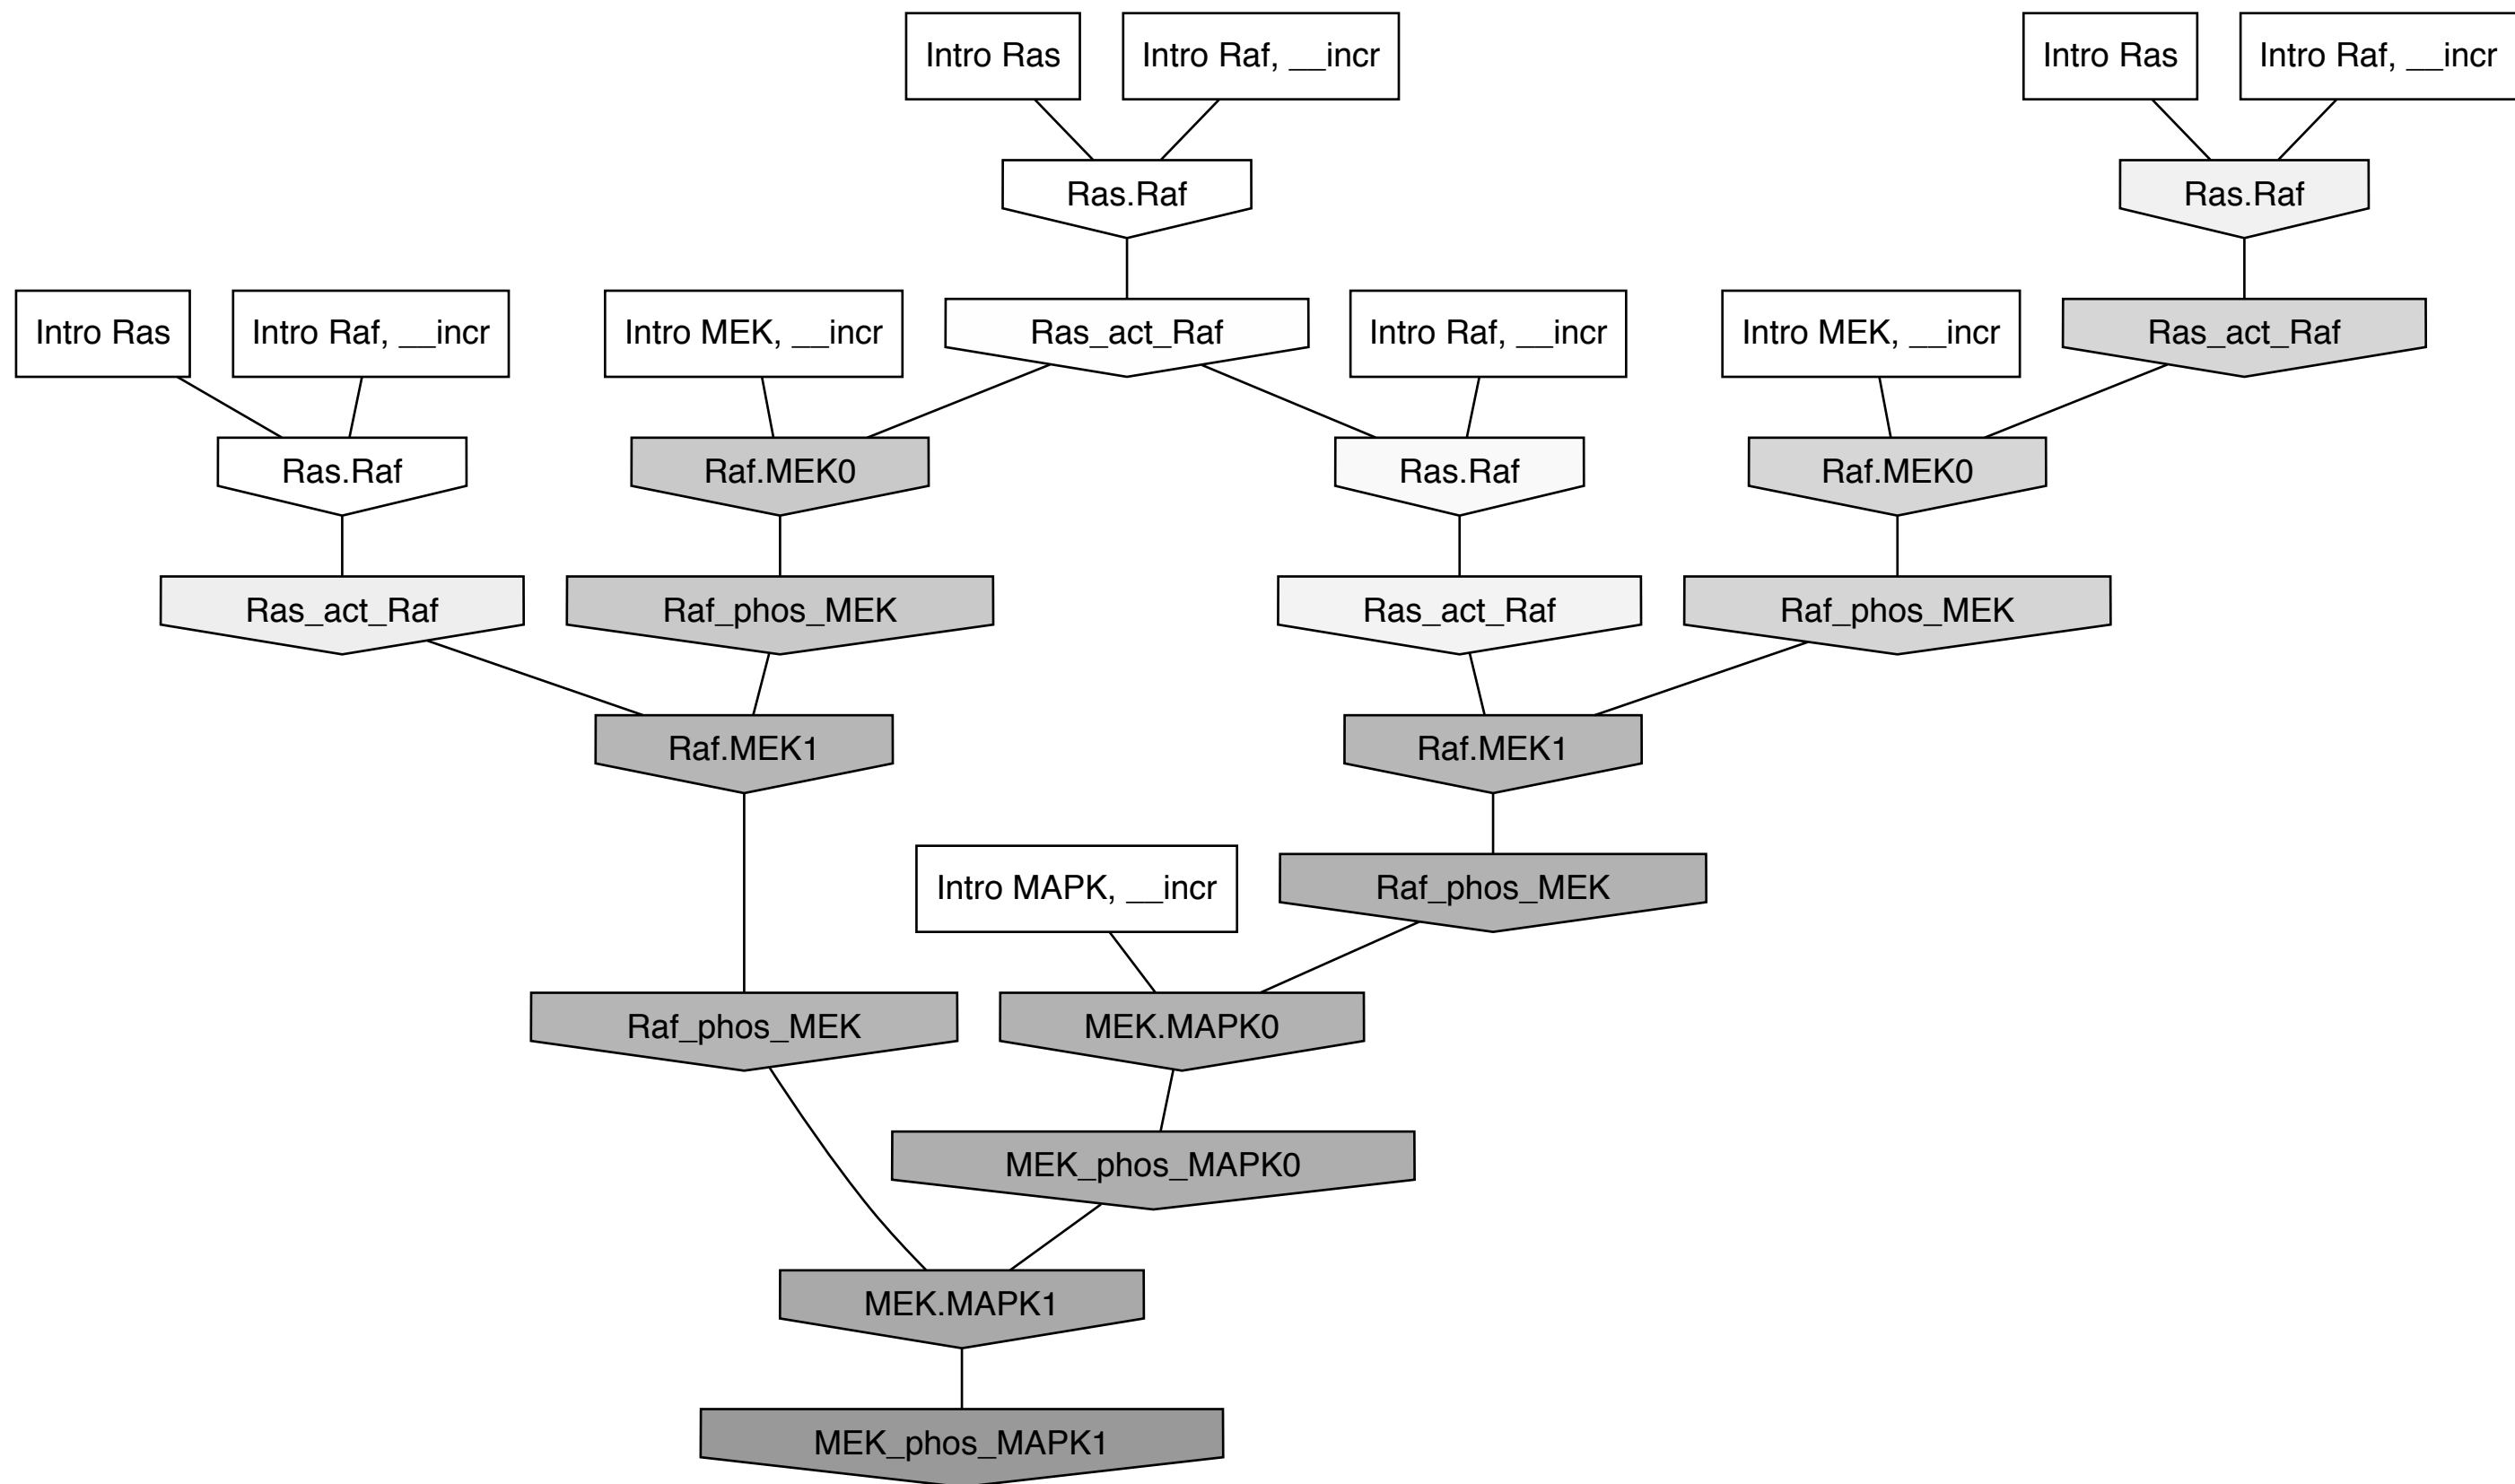 Intro Ras
Intro Raf, __incr
Intro Ras
Intro Raf, __incr
Ras.Raf
Ras.Raf
Intro Ras
Intro Raf, __incr
Intro MEK, __incr
Ras_act_Raf
Intro Raf, __incr
Intro MEK, __incr
Ras_act_Raf
Ras.Raf
Raf.MEK0
Ras.Raf
Raf.MEK0
Ras_act_Raf
Raf_phos_MEK
Ras_act_Raf
Raf_phos_MEK
Raf.MEK1
Raf.MEK1
Intro MAPK, __incr
Raf_phos_MEK
Raf_phos_MEK
MEK.MAPK0
MEK_phos_MAPK0
MEK.MAPK1
MEK_phos_MAPK1